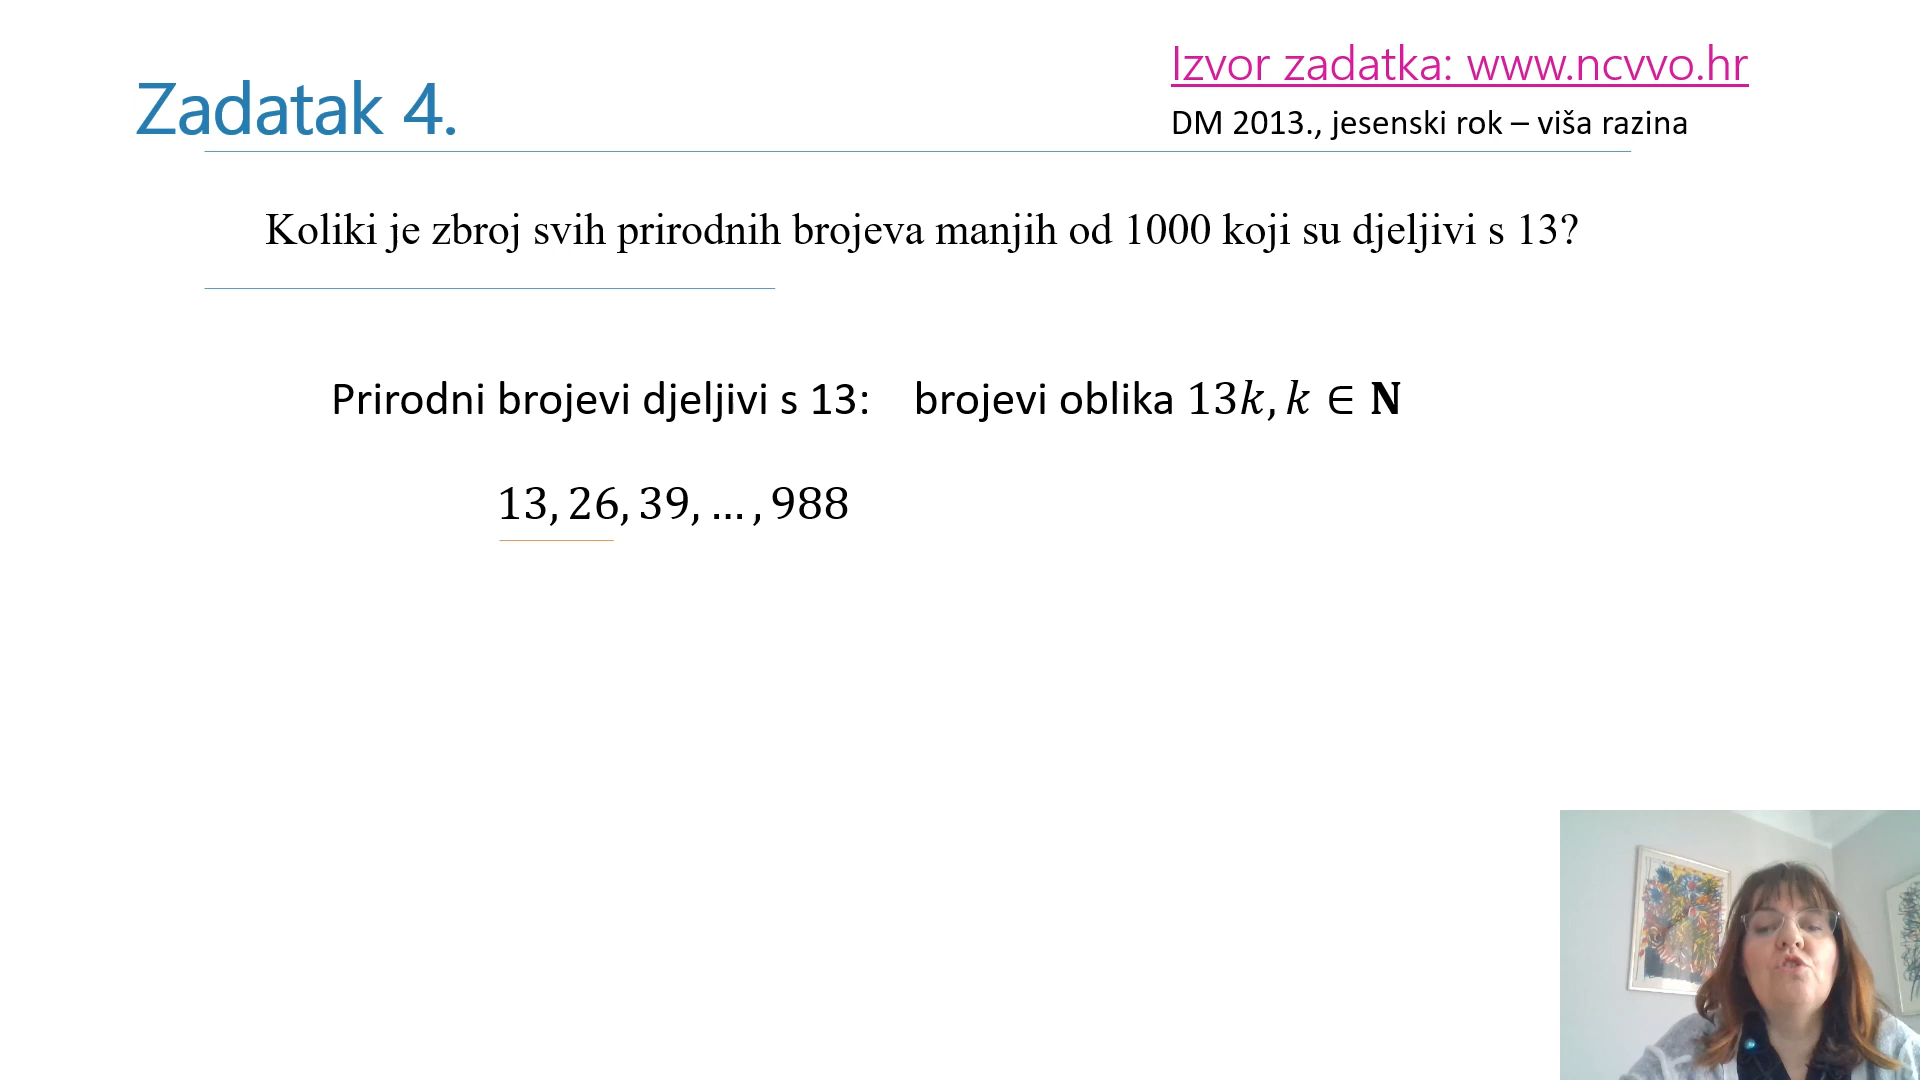 Izvor zadatka: www.ncvvo.hr
Zadatak 4.
DM 2013., jesenski rok – viša razina
Koliki je zbroj svih prirodnih brojeva manjih od 1000 koji su djeljivi s 13?
Prirodni brojevi djeljivi s 13: brojevi oblika 13k, k ∈ N
13, 26, 39, … , 988